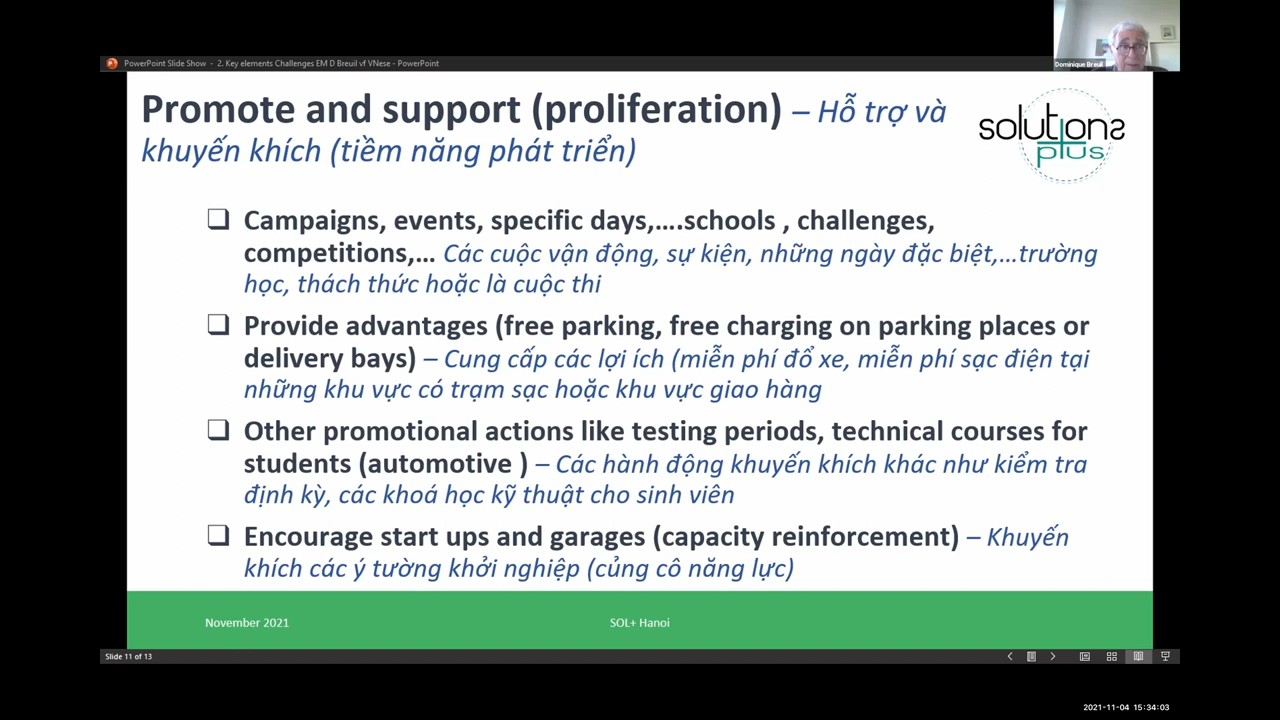 PowerPoint Slide Show - 2. Key elements Challenges EM D Breuil vf VNese - PowerPoint
Dominique Breuil
Promote and support (proliferation) – Hỗ trợ và
khuyến khích (tiềm năng phát triển)
solutions
plus
❑ Campaigns, events, specific days,....schools , challenges,
competitions,... Các cuộc vận động, sự kiện, những ngày đặc biệt,...trường
học, thách thức hoặc là cuộc thi
❑ Provide advantages (free parking, free charging on parking places or
delivery bays) – Cung cấp các lợi ích (miễn phí đổ xe, miễn phí sạc điện tại
những khu vực có trạm sạc hoặc khu vực giao hàng
❑ Other promotional actions like testing periods, technical courses for
students (automotive ) – Các hành động khuyến khích khác như kiểm tra
định kỳ, các khoá học kỹ thuật cho sinh viên
❑ Encourage start ups and garages (capacity reinforcement) – Khuyến
khích các ý tường khởi nghiệp (củng cô năng lực)
November 2021
SOL+ Hanoi
Slide 11 of 13
2021-11-04 15:34:03